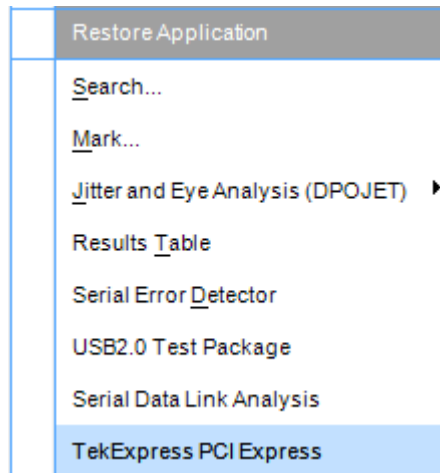 Restore Application
Search...
Mark...
Jitter and Eye Analysis (DPOJET)
Results Table
Serial Error Detector
USB2.0 Test Package
Serial Data Link Analysis
TekExpress PCI Express